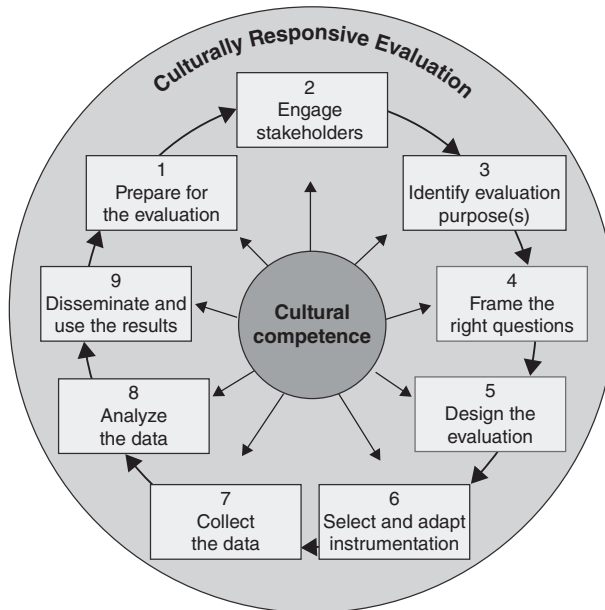 Culturally Responsive Evaluation
1
Prepare for
the evaluation
2
Engage
stakeholders
3
Identify evaluation
purpose(s)
4
Frame the
right questions
5
Design the
evaluation
6
Select and adapt
instrumentation
7
Collect
the data
8
Analyze
the data
9
Disseminate and
use the results
Cultural
competence